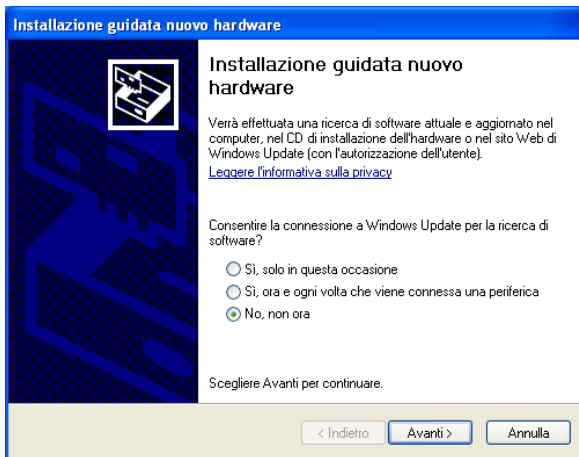 Installazione guidata nuovo hardware
Installazione guidata nuovo
hardware
Verrà effettuata una ricerca di software attuale e aggiornato nel
computer, nel CD di installazione dell'hardware o nel sito Web di
Windows Update (con l'autorizzazione dell'utente).
Leggere l'informativa sulla privacy
Consentire la connessione a Windows Update per la ricerca di
software?
Sì, solo in questa occasione
Sì, ora e ogni volta che viene connessa una periferica
No, non ora
Scegliere Avanti per continuare.
< Indietro Avanti > Annulla